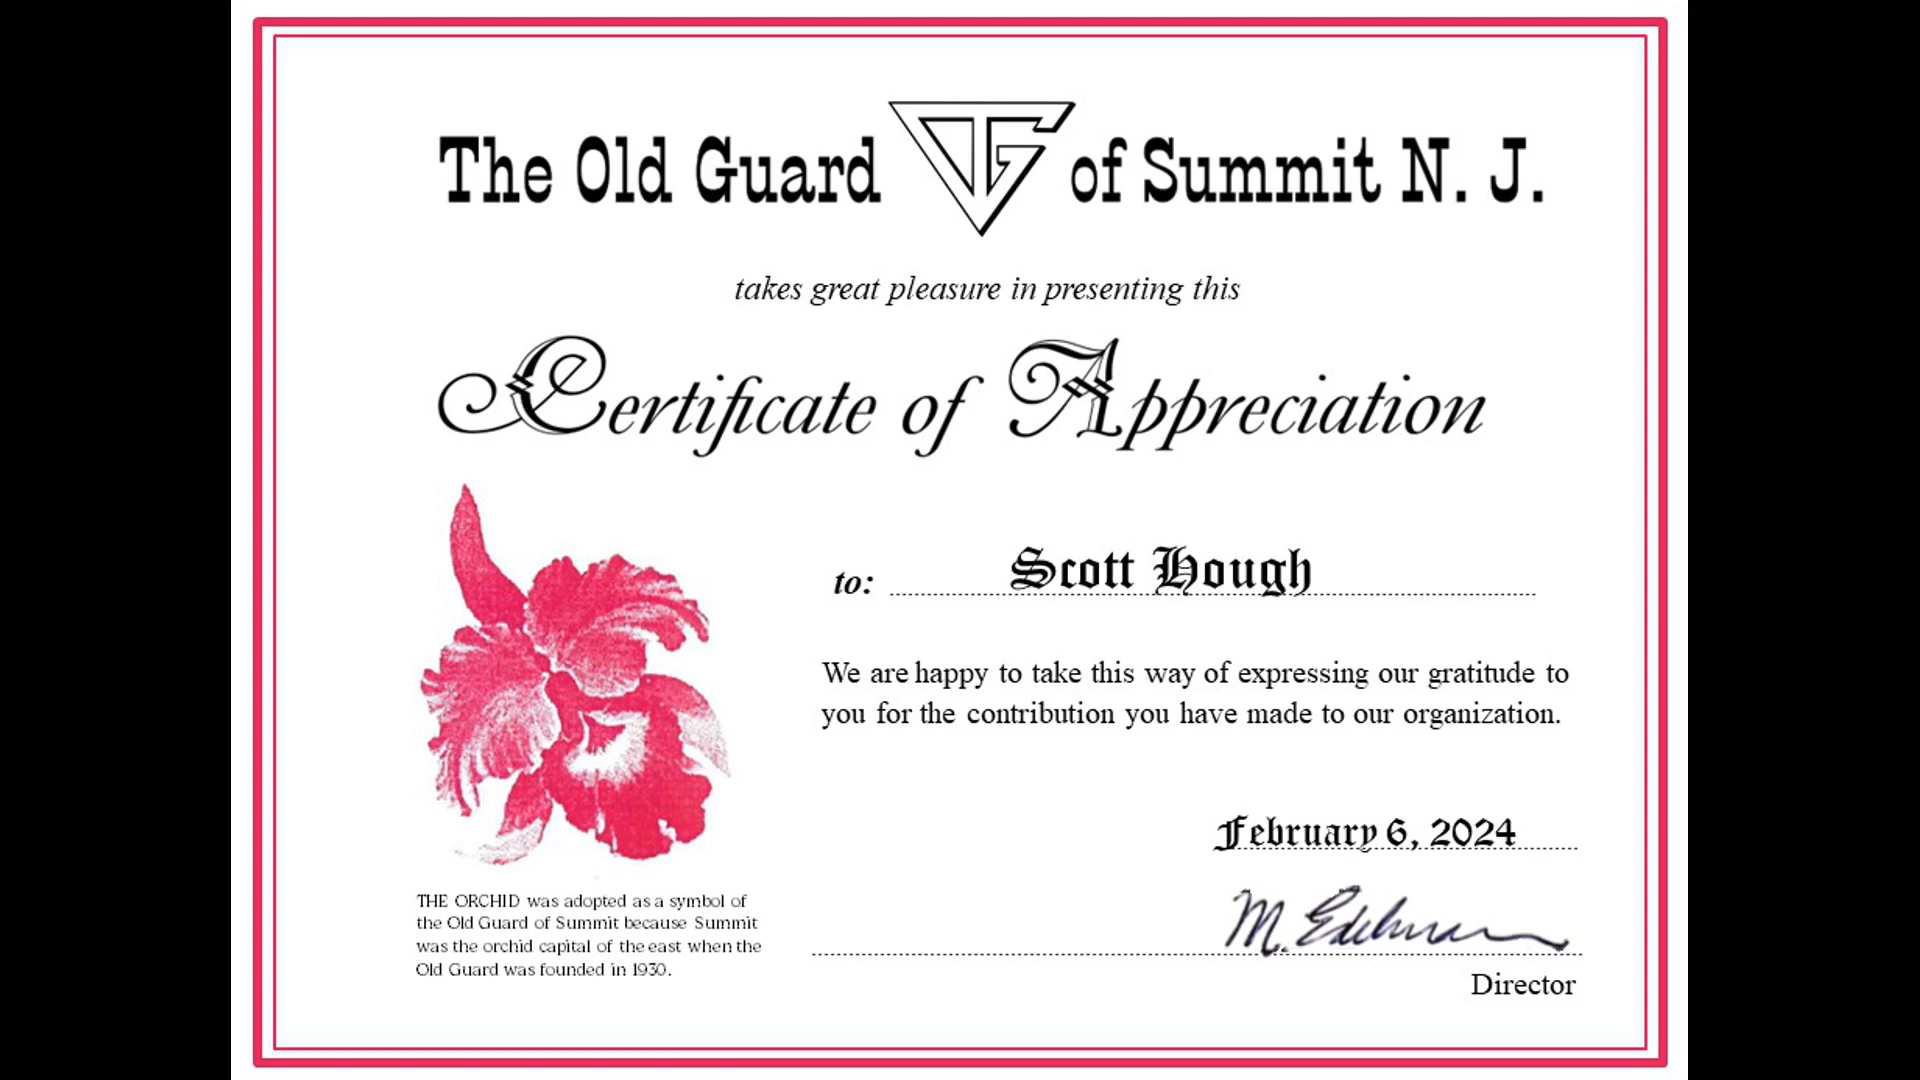 The Old Guard of Summit N. J.
takes great pleasure in presenting this
Certificate of Appreciation
to: Scott Hough
We are happy to take this way of expressing our gratitude to
you for the contribution you have made to our organization.
February 6, 2024
M. Edelman
Director
THE ORCHID was adopted as a symbol of
the Old Guard of Summit because Summit
was the orchid capital of the east when the
Old Guard was founded in 1930.